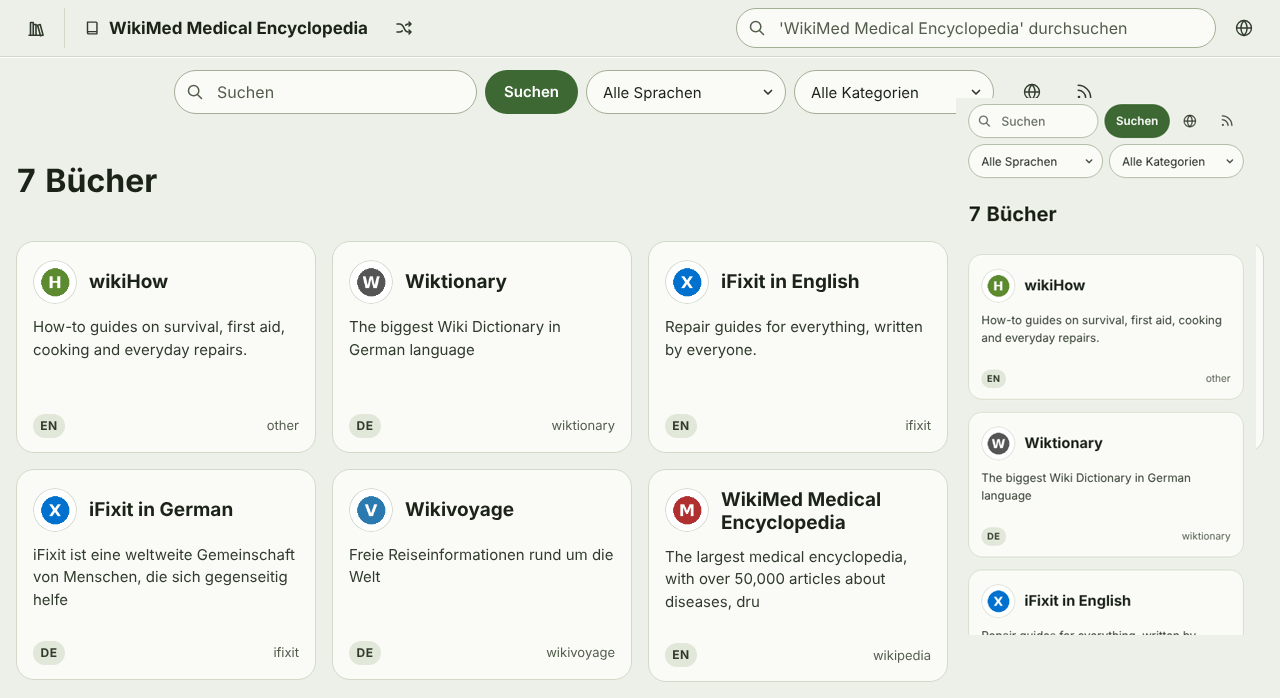 WikiMed Medical Encyclopedia
'WikiMed Medical Encyclopedia' durchsuchen
Suchen
Suchen
Alle Sprachen
Alle Kategorien
7 Bücher
H
wikiHow
How-to guides on survival, first aid,
cooking and everyday repairs.
EN
other
W
Wiktionary
The biggest Wiki Dictionary in
German language
DE
wiktionary
X
iFixit in English
Repair guides for everything, written
by everyone.
EN
ifixit
X
iFixit in German
iFixit ist eine weltweite Gemeinschaft
von Menschen, die sich gegenseitig
helfe
DE
ifixit
V
Wikivoyage
Freie Reiseinformationen rund um die
Welt
DE
wikivoyage
M
WikiMed Medical
Encyclopedia
The largest medical encyclopedia,
with over 50,000 articles about
diseases, dru
EN
wikipedia
Suchen
Suchen
Alle Sprachen
Alle Kategorien
7 Bücher
H
wikiHow
How-to guides on survival, first aid, cooking
and everyday repairs.
EN
other
W
Wiktionary
The biggest Wiki Dictionary in German
language
DE
wiktionary
X
iFixit in English
Repair guides for everything, written by